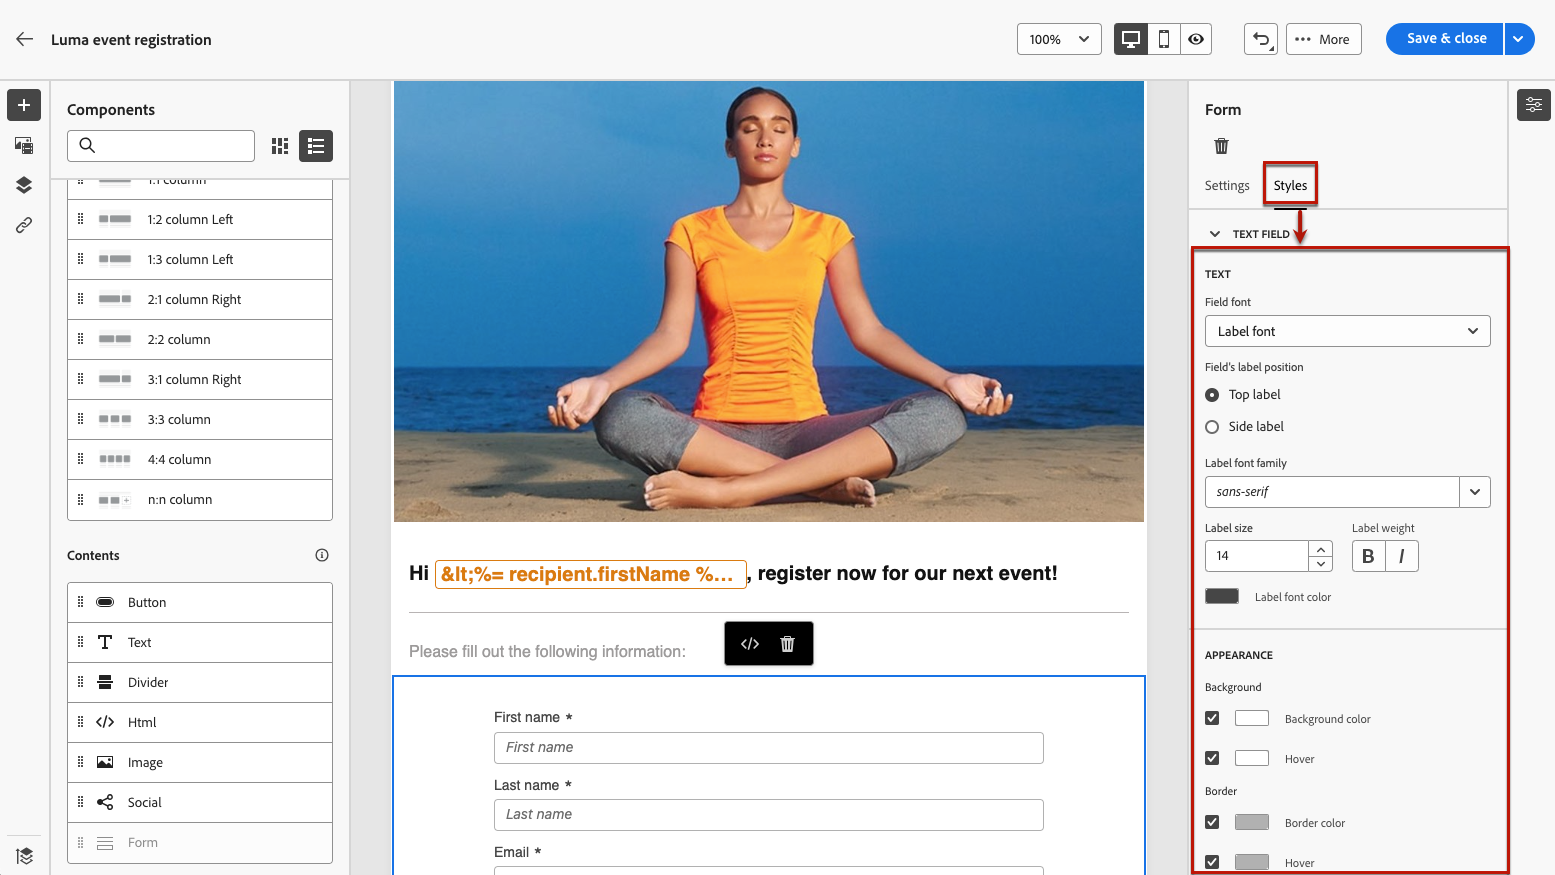 Luma event registration
100%
More
Save & close
Components
1:1 column
1:2 column Left
1:3 column Left
2:1 column Right
2:2 column
3:1 column Right
3:3 column
4:4 column
n:n column
Contents
Button
Text
Divider
Html
Image
Social
Form
Hi &lt;%= recipient.firstName %..., register now for our next event!
Please fill out the following information:
First name *
First name
Last name *
Last name
Email *
Form
Settings
Styles
TEXT FIELD
TEXT
Field font
Label font
Field's label position
Top label
Side label
Label font family
sans-serif
Label size
Label weight
14
B
I
Label font color
APPEARANCE
Background
Background color
Hover
Border
Border color
Hover